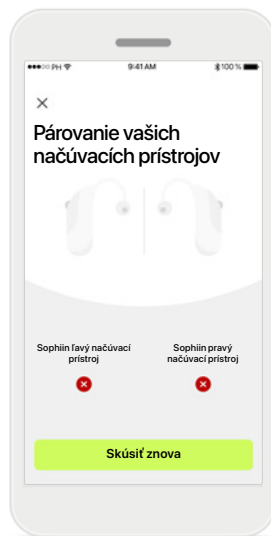 PH 9:41 AM 100 %
Párovanie vašich
načúvacích prístrojov
Sophiin ľavý načúvací
prístroj
Sophiin pravý
načúvací prístroj
Skúsiť znova